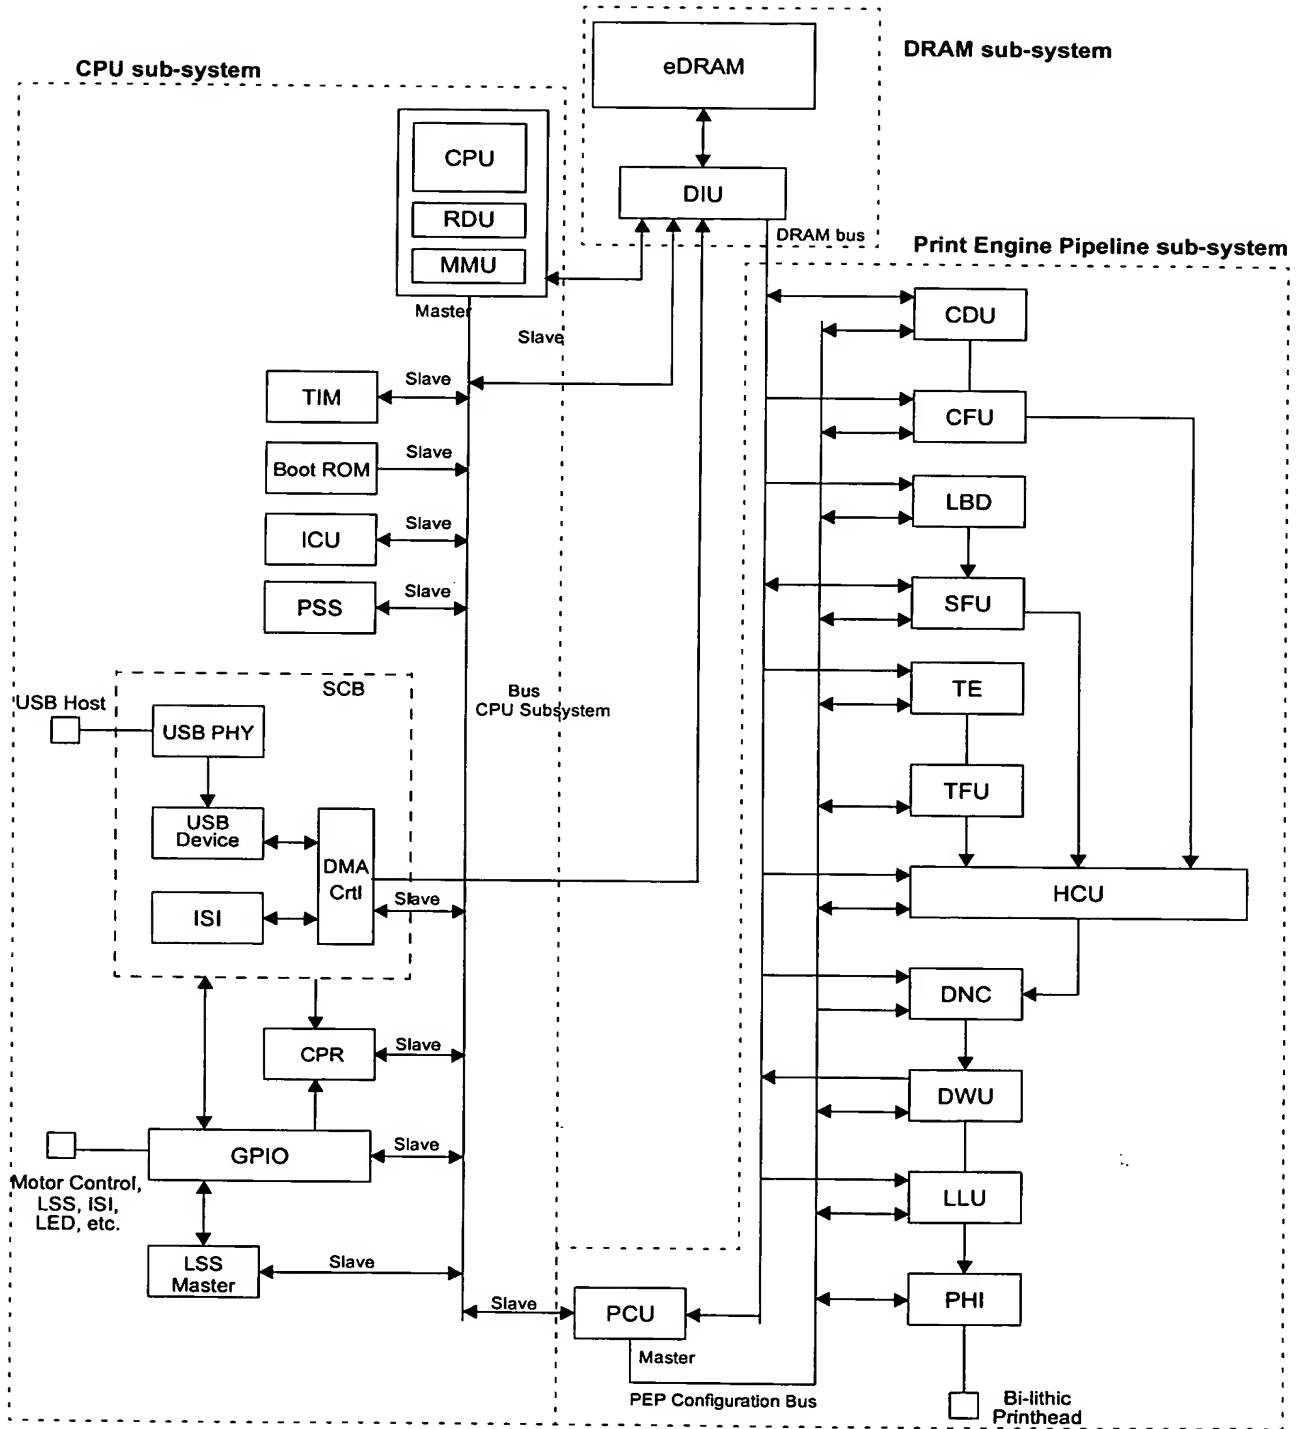 DRAM sub-system
CPU sub-system
eDRAM
CPU
RDU
MMU
DIU
DRAM bus
Print Engine Pipeline sub-system
Master
Slave
CDU
TIM
Slave
CFU
Boot ROM
Slave
LBD
ICU
Slave
PSS
Slave
SFU
SCB
TE
USB Host
USB PHY
Bus
CPU Subsystem
TFU
USB
Device
DMA
Crtl
Slave
HCU
ISI
DNC
CPR
Slave
DWU
GPIO
Slave
Motor Control,
LSS, ISI,
LED, etc.
LLU
LSS
Master
Slave
Slave
PCU
PHI
Master
PEP Configuration Bus
Bi-lithic
Printhead